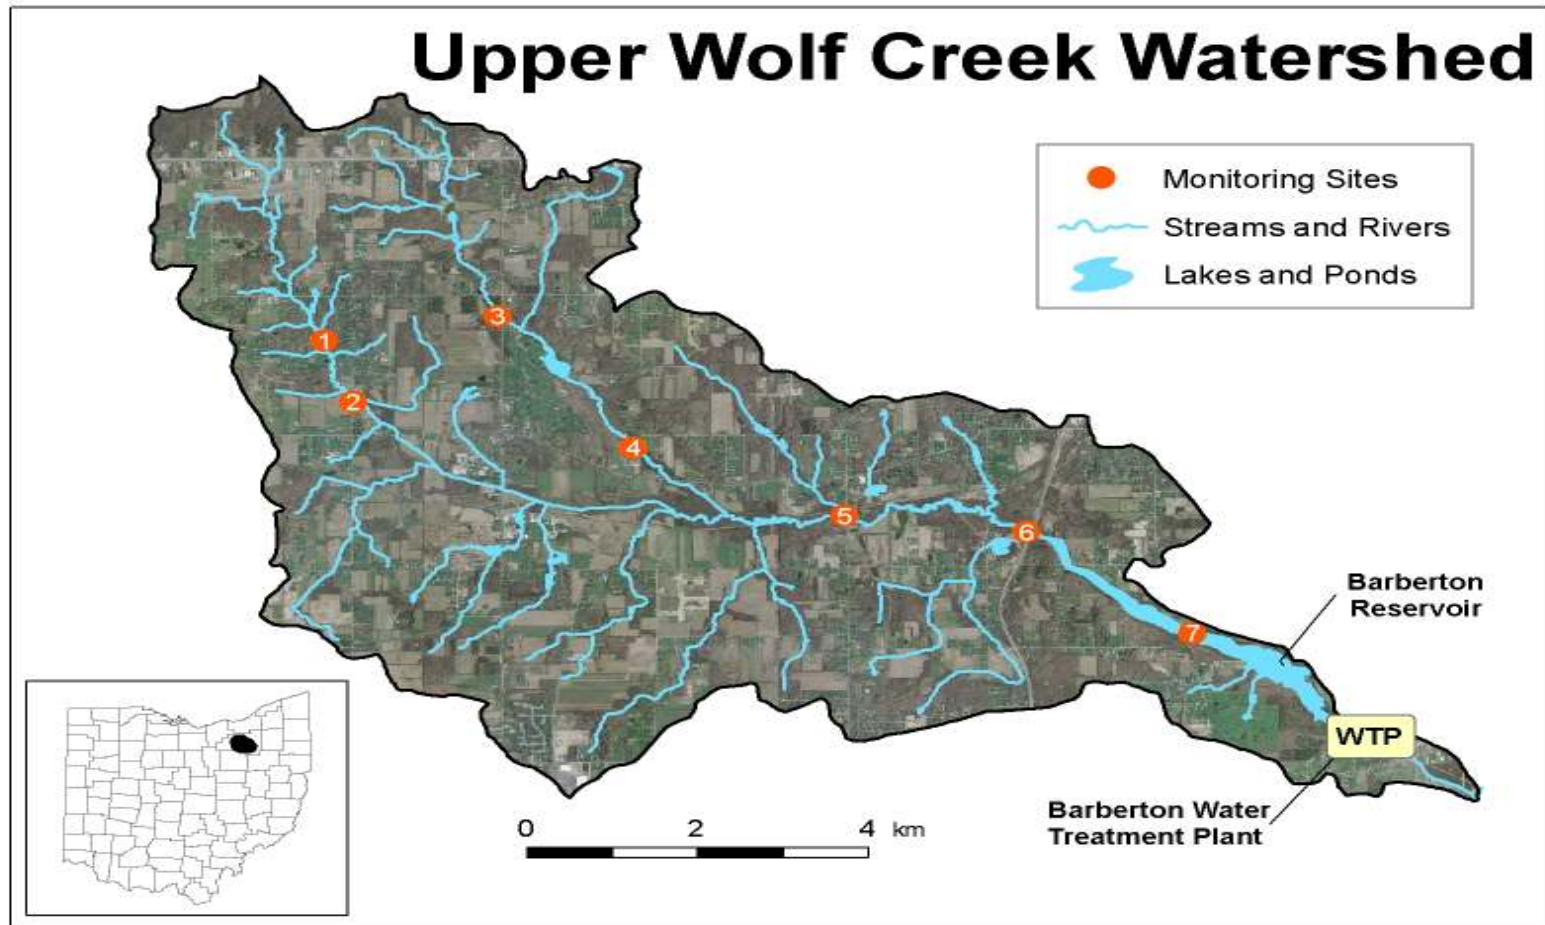 Upper Wolf Creek Watershed
Monitoring Sites
Streams and Rivers
Lakes and Ponds
3
1
2
4
5
6
7
Barberton
Reservoir
WTP
Barberton Water
Treatment Plant
0 2 4 km